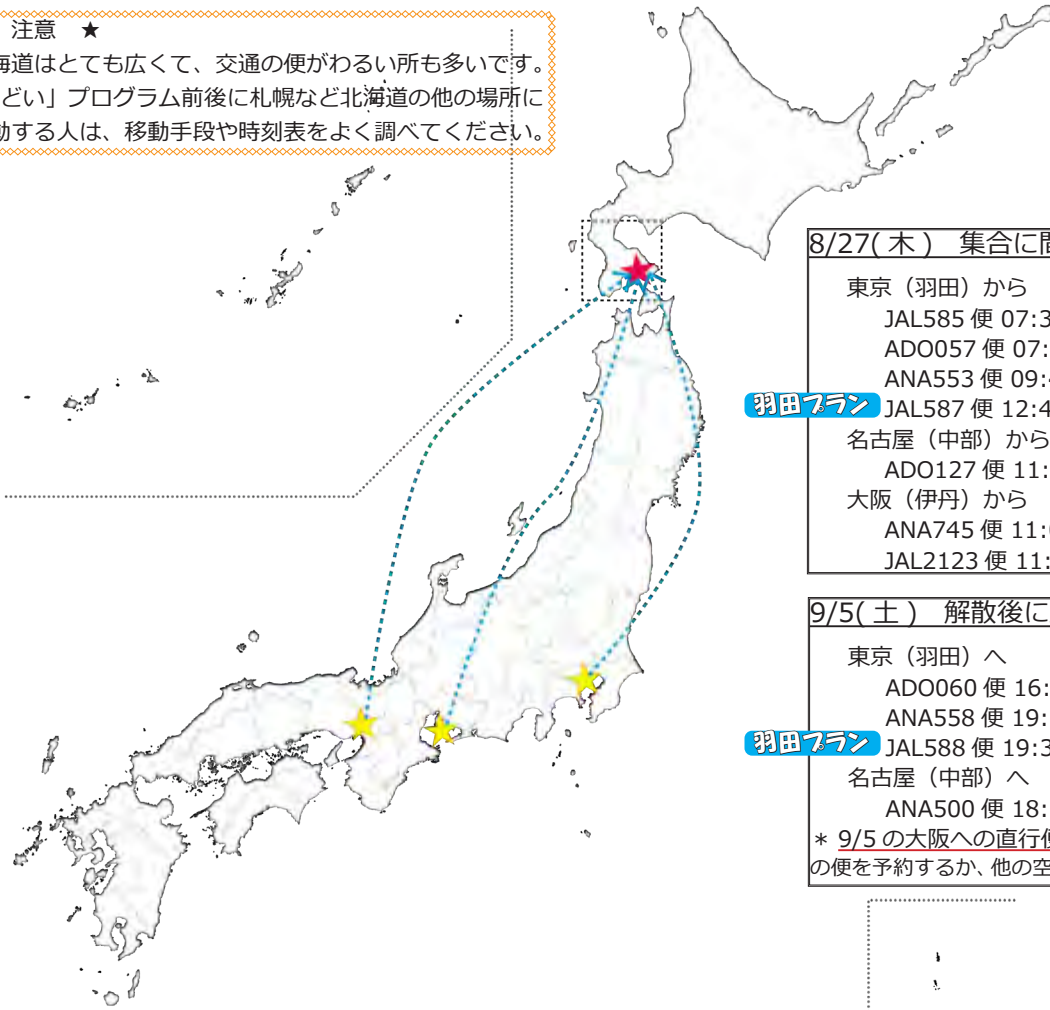 注意 ★
海道はとても広くて、交通の便がわるい所も多いです。
どい」プログラム前後に札幌など北海道の他の場所に
動する人は、移動手段や時刻表をよく調べてください。
8/27( 木 ) 集合に間
東京（羽田）から
JAL585 便 07:3
ADO057 便 07:
ANA553 便 09:4
羽田プラン JAL587 便 12:4
名古屋（中部）から
ADO127 便 11:
大阪（伊丹）から
ANA745 便 11:0
JAL2123 便 11:
9/5( 土 ) 解散後に
東京（羽田）へ
ADO060 便 16:
ANA558 便 19:
羽田プラン JAL588 便 19:3
名古屋（中部）へ
ANA500 便 18:
＊ 9/5 の大阪への直行便
の便を予約するか、他の空